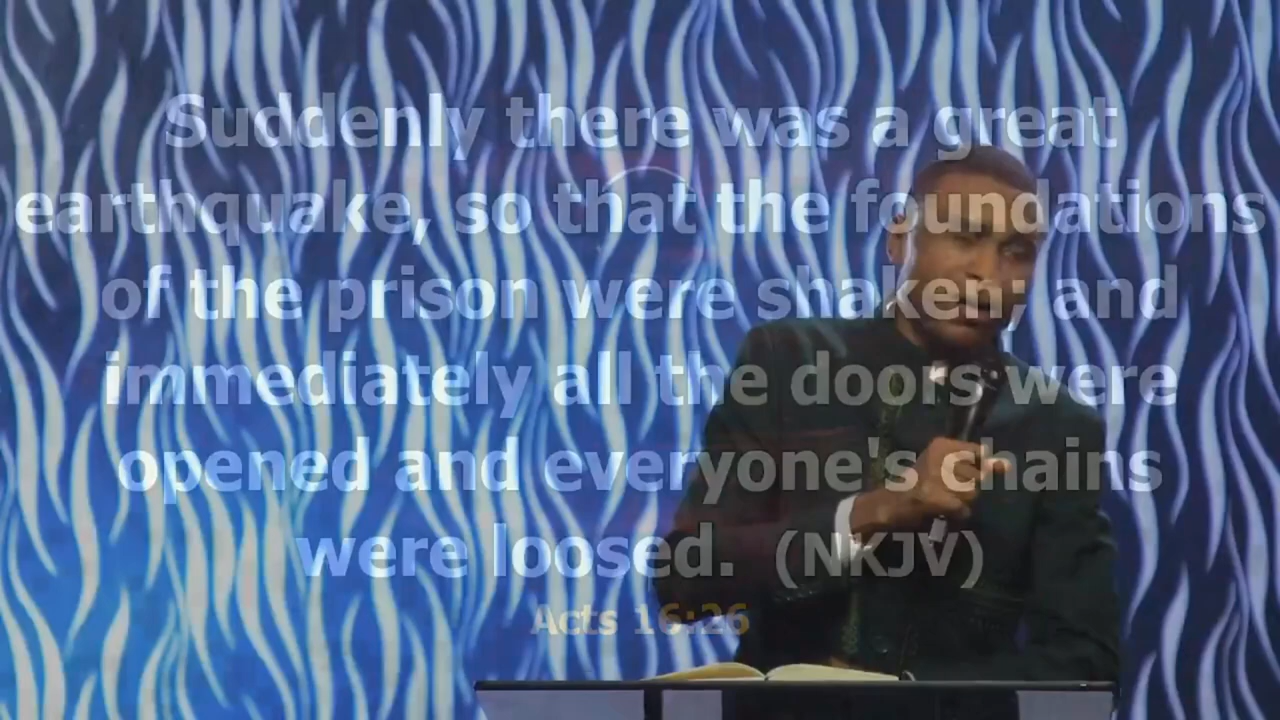 Suddenly there was a great
earthquake, so that the foundations
of the prison were shaken; and
immediately all the doors were
opened and everyone's chains
were loosed. (NKJV)
Acts 16:26